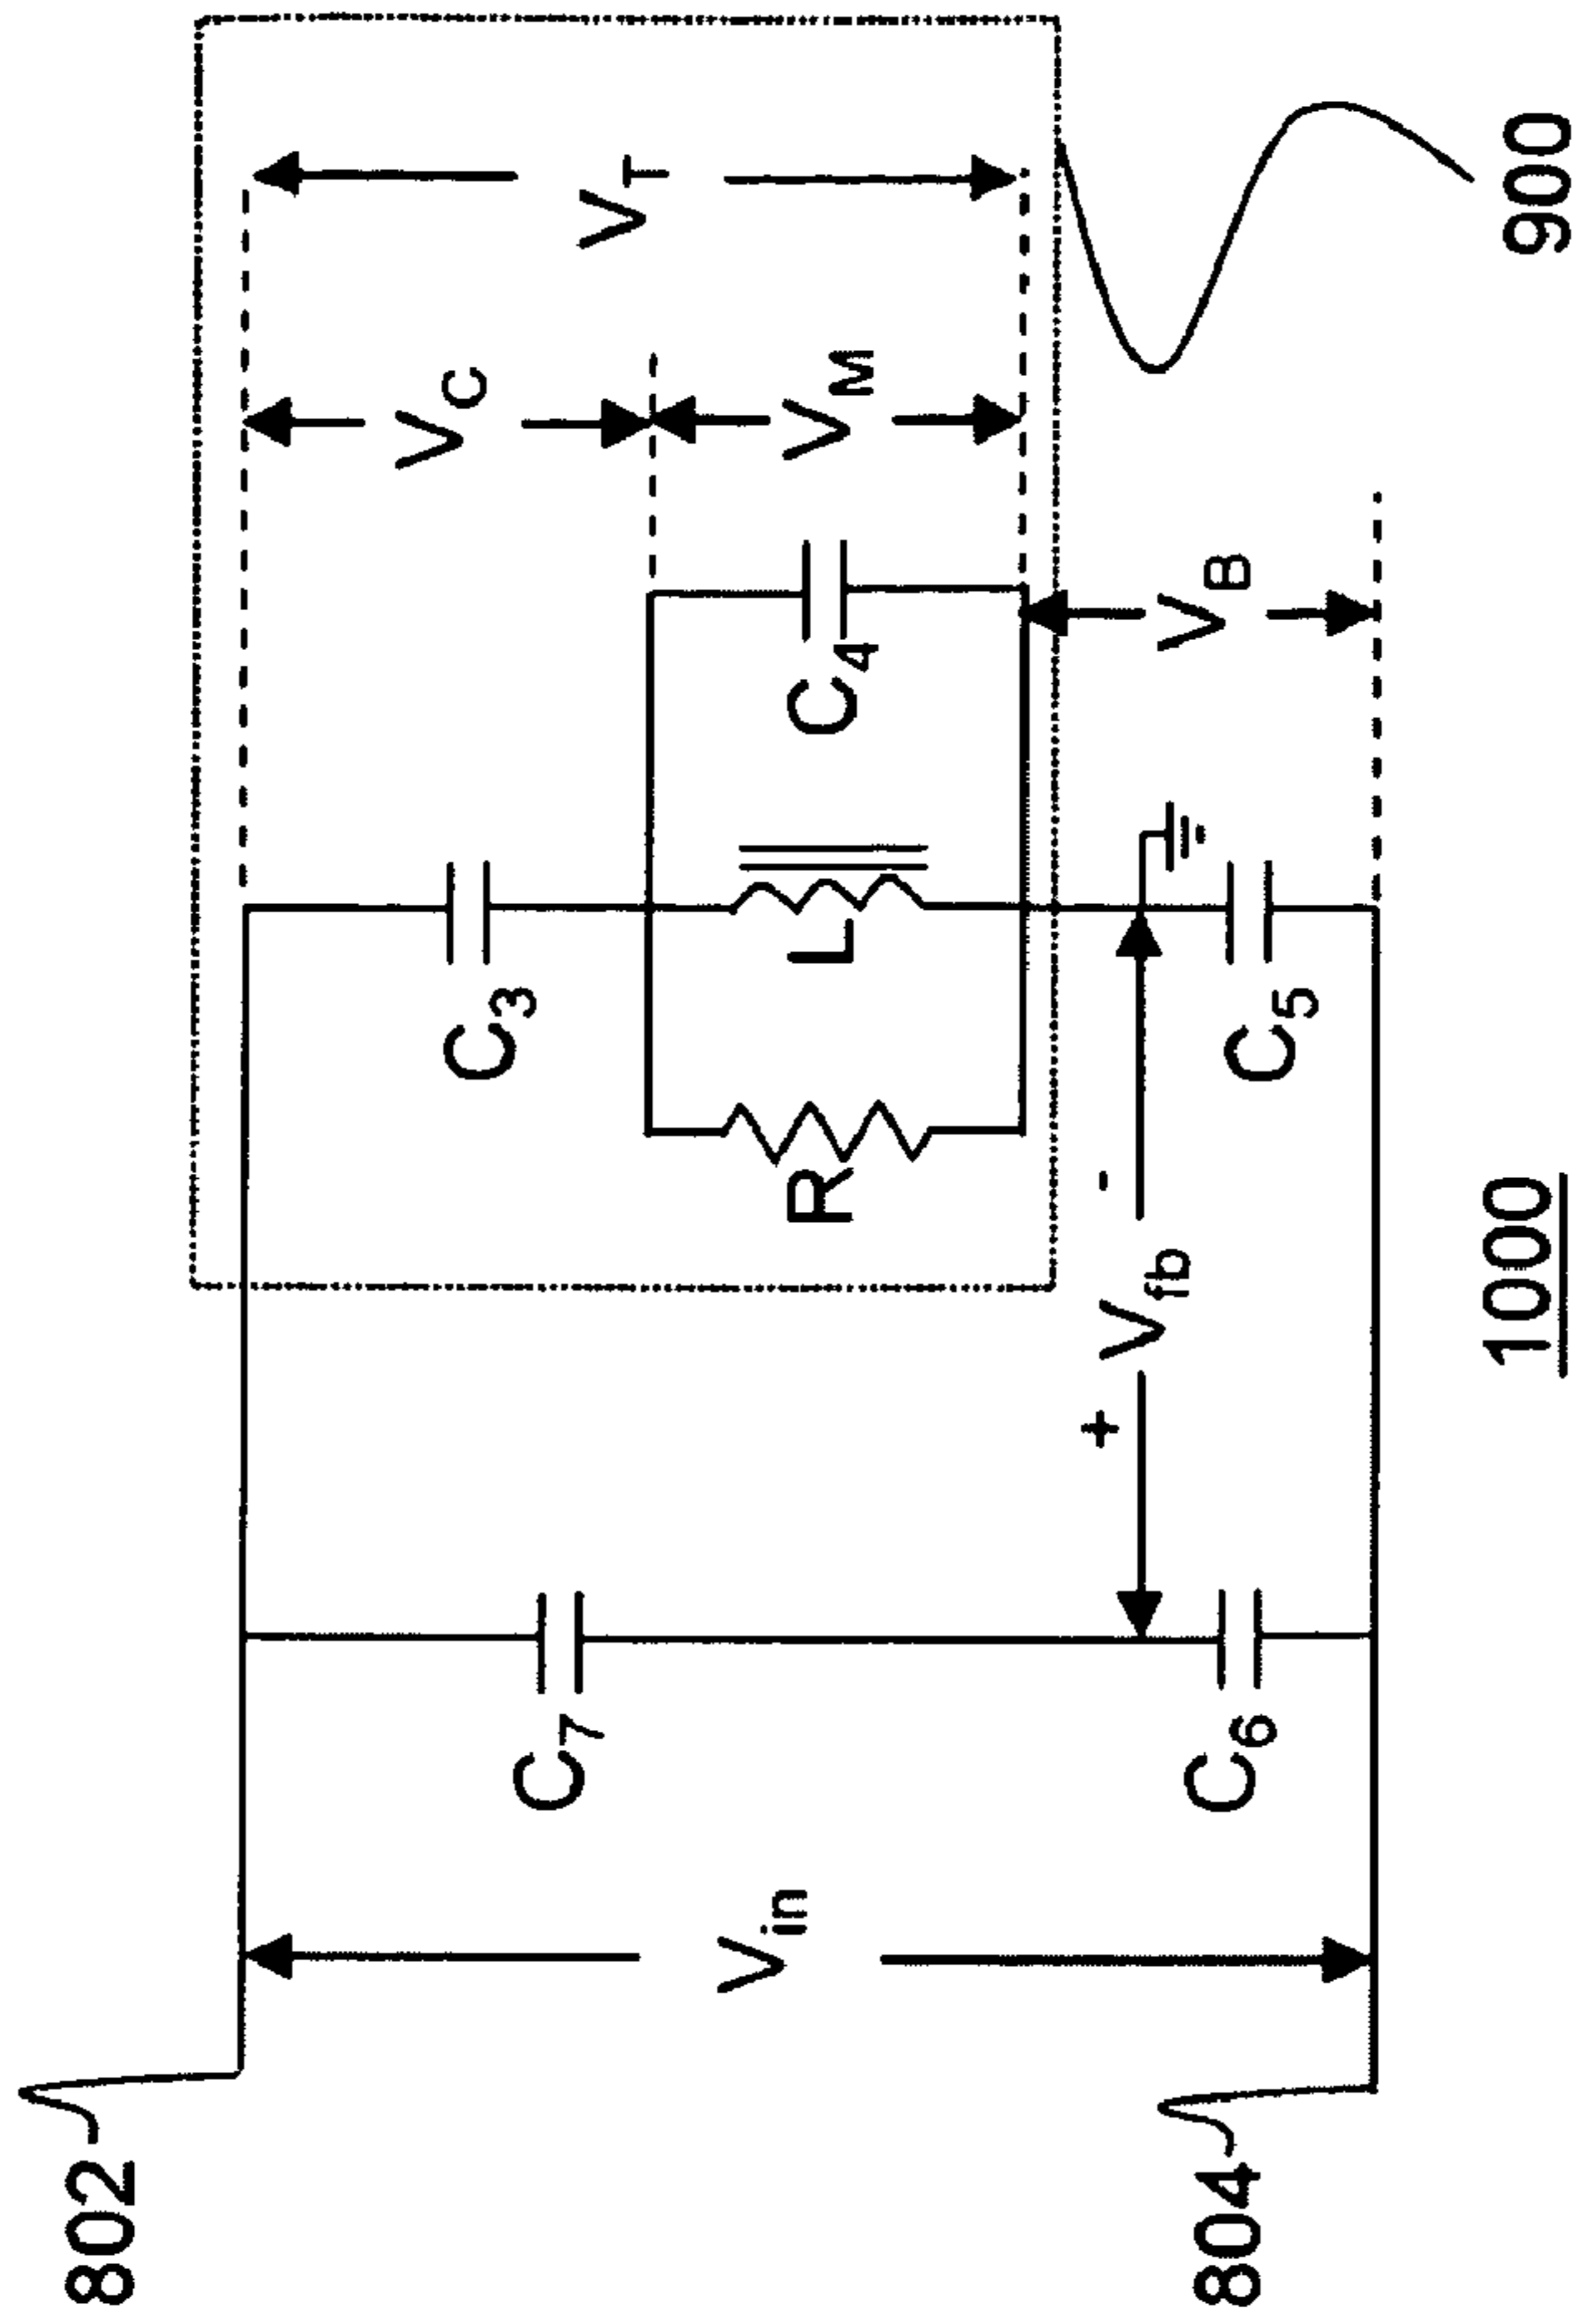 802
V_in
C_7
C_3
V_C
V_T
R
L
C_4
V_M
+ V_fb -
C_6
C_5
V_B
804
1000
900